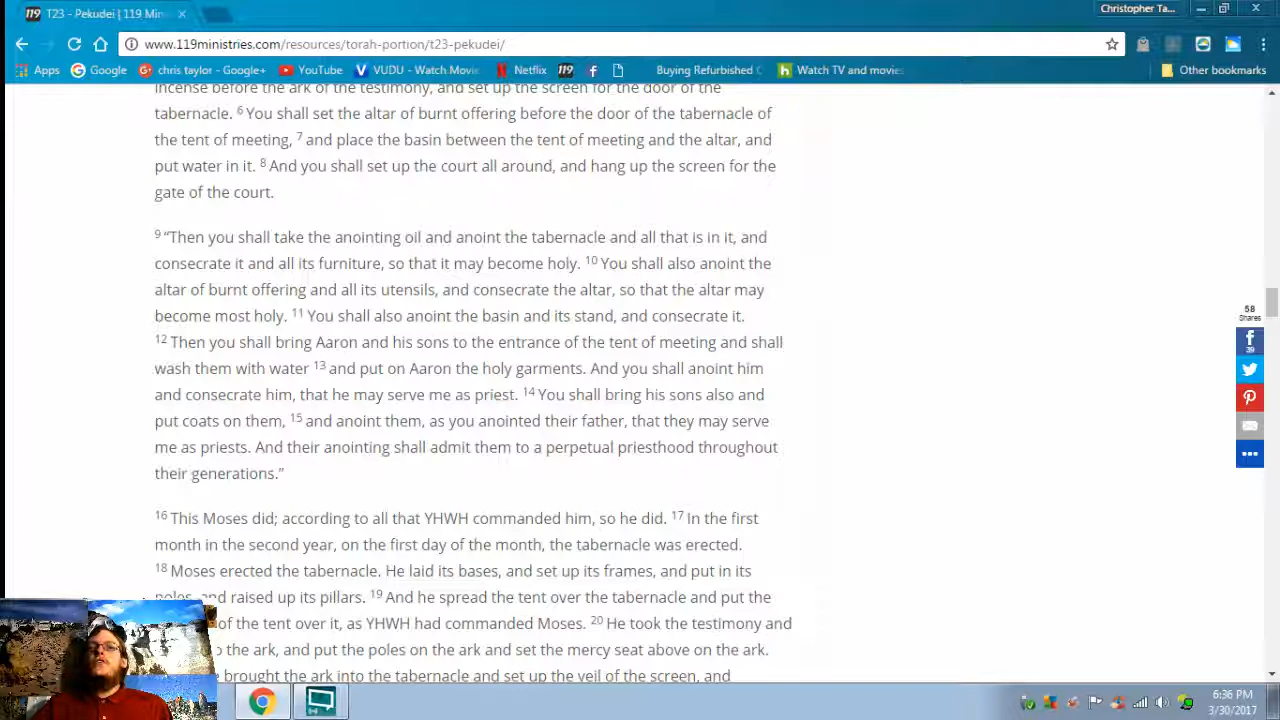 T23 - Pekudei | 119 Min
Christopher Ta...
www.119ministries.com/resources/torah-portion/t23-pekudei/
Apps Google chris taylor - Google+ YouTube VUDU - Watch Movie Netflix 119 Buying Refurbished Watch TV and movies Other bookmarks
incense before the ark of the testimony, and set up the screen for the door of the
tabernacle. 6 You shall set the altar of burnt offering before the door of the tabernacle of
the tent of meeting, 7 and place the basin between the tent of meeting and the altar, and
put water in it. 8 And you shall set up the court all around, and hang up the screen for the
gate of the court.
9 “Then you shall take the anointing oil and anoint the tabernacle and all that is in it, and
consecrate it and all its furniture, so that it may become holy. 10 You shall also anoint the
altar of burnt offering and all its utensils, and consecrate the altar, so that the altar may
become most holy. 11 You shall also anoint the basin and its stand, and consecrate it.
12 Then you shall bring Aaron and his sons to the entrance of the tent of meeting and shall
wash them with water 13 and put on Aaron the holy garments. And you shall anoint him
and consecrate him, that he may serve me as priest. 14 You shall bring his sons also and
put coats on them, 15 and anoint them, as you anointed their father, that they may serve
me as priests. And their anointing shall admit them to a perpetual priesthood throughout
their generations.”
16 This Moses did; according to all that YHWH commanded him, so he did. 17 In the first
month in the second year, on the first day of the month, the tabernacle was erected.
18 Moses erected the tabernacle. He laid its bases, and set up its frames, and put in its
poles, and raised up its pillars. 19 And he spread the tent over the tabernacle and put the
of the tent over it, as YHWH had commanded Moses. 20 He took the testimony and
the ark, and put the poles on the ark and set the mercy seat above on the ark.
brought the ark into the tabernacle and set up the veil of the screen, and
58
Shares
39
6:36 PM
3/30/2017